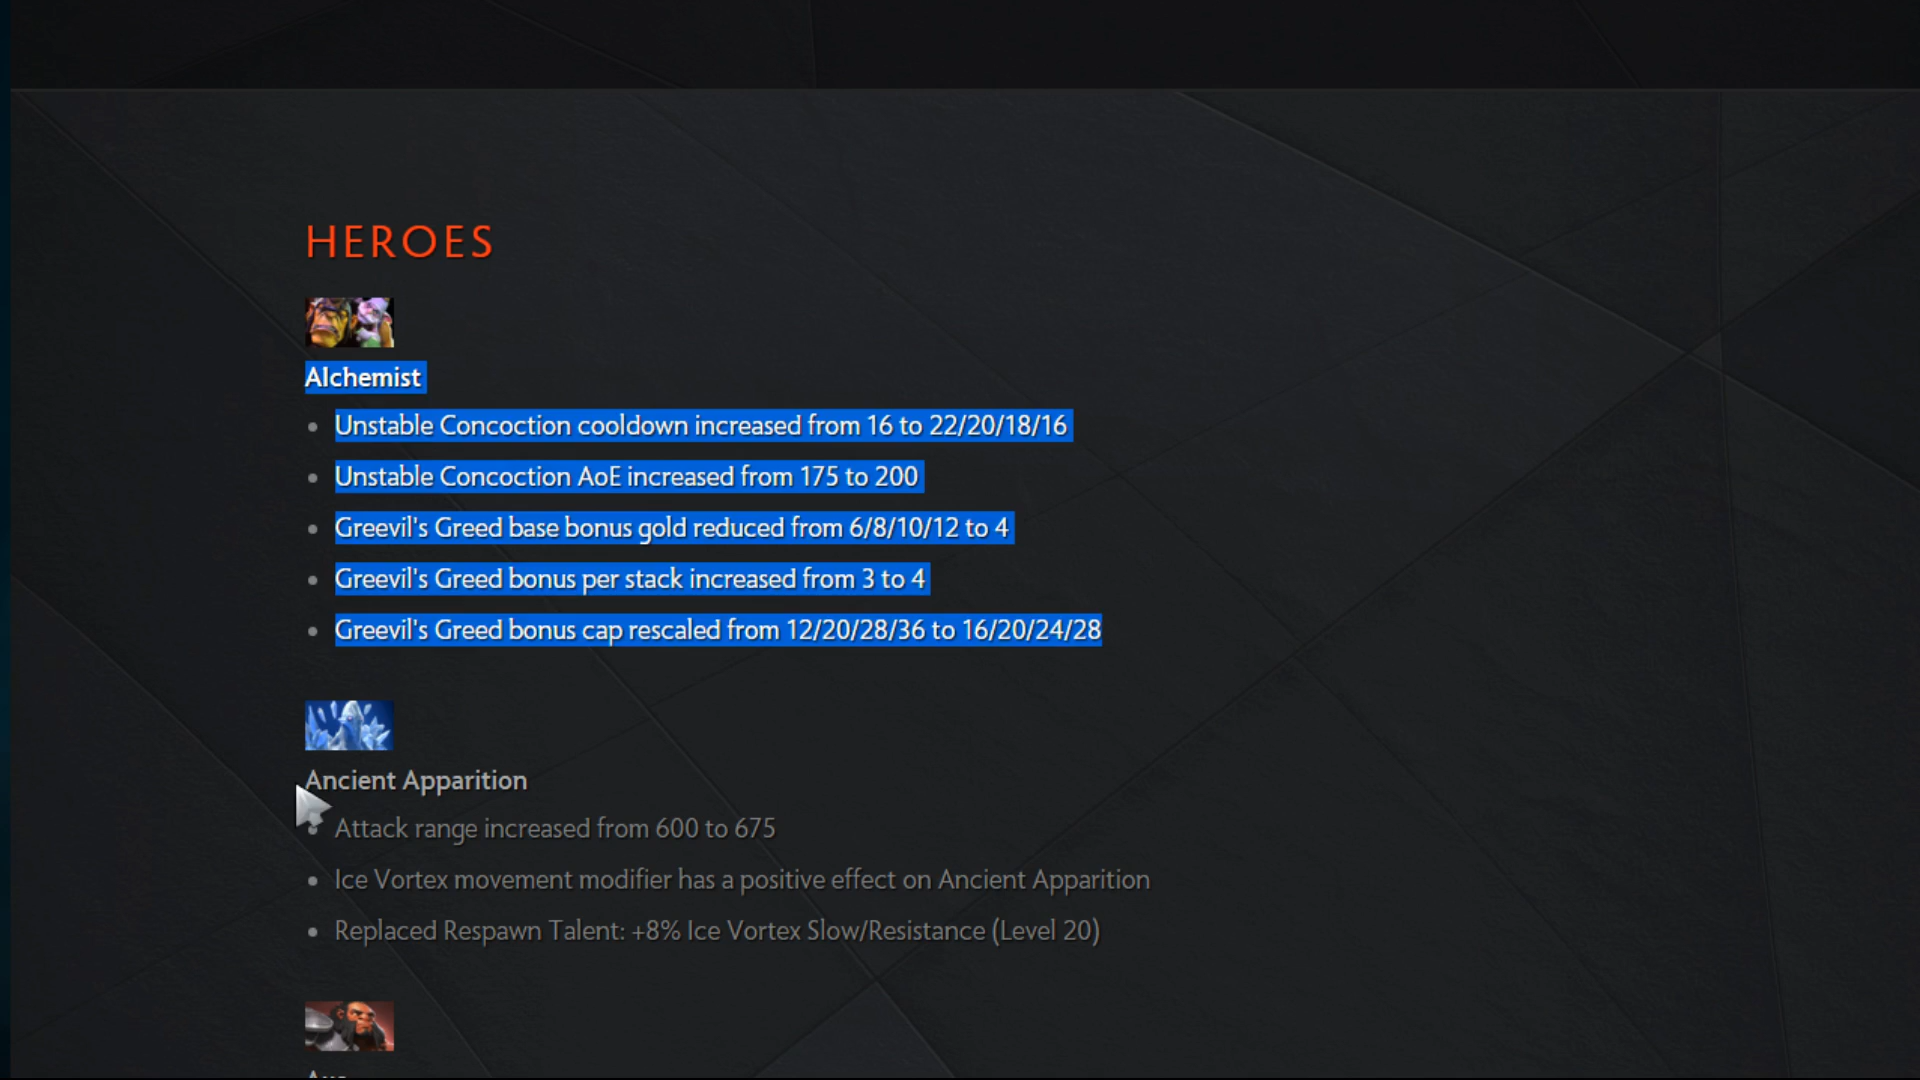 HEROES
Alchemist
Unstable Concoction cooldown increased from 16 to 22/20/18/16
Unstable Concoction AoE increased from 175 to 200
Greevil's Greed base bonus gold reduced from 6/8/10/12 to 4
Greevil's Greed bonus per stack increased from 3 to 4
Greevil's Greed bonus cap rescaled from 12/20/28/36 to 16/20/24/28
Ancient Apparition
Attack range increased from 600 to 675
Ice Vortex movement modifier has a positive effect on Ancient Apparition
Replaced Respawn Talent: +8% Ice Vortex Slow/Resistance (Level 20)